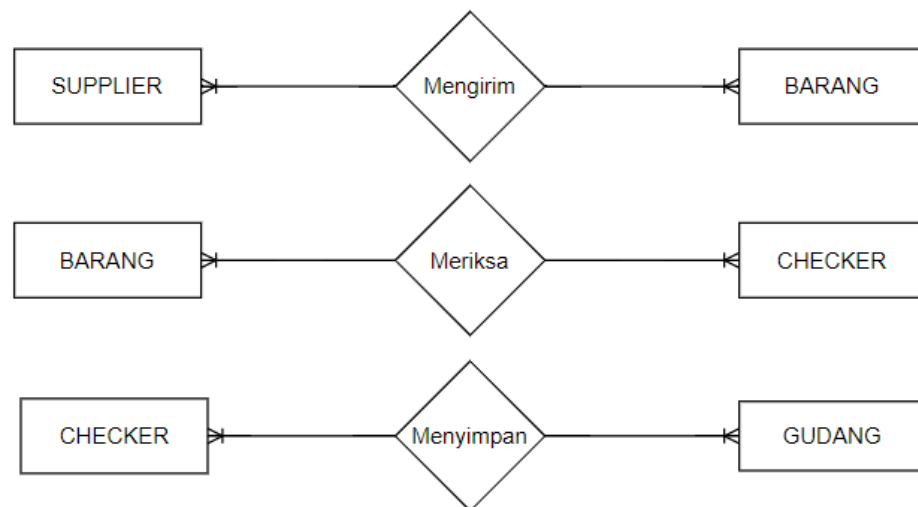 SUPPLIER Mengirim BARANG
BARANG Meriksa CHECKER
CHECKER Menyimpan GUDANG